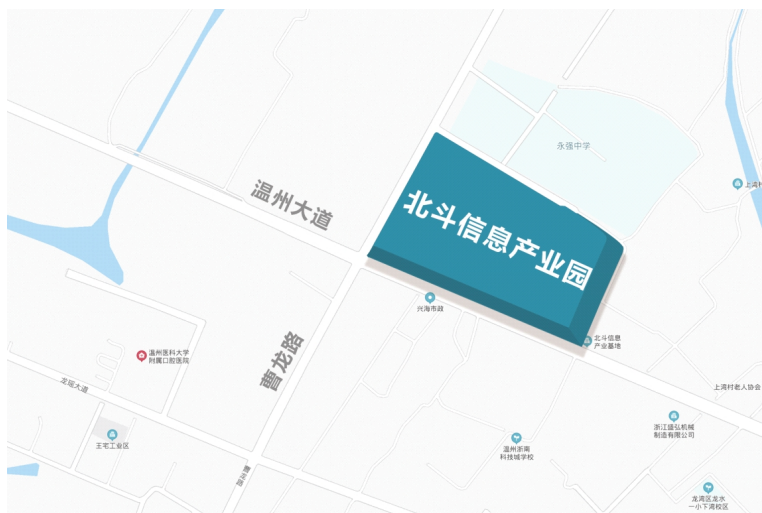 永强中学
上湾村
温州大道
北斗信息产业园
兴海市政
北斗信息
产业基地
曹龙路
温州医科大学
附属口腔医院
龙瑶大道
上湾村老人协会
王宅工业区
浙江盛弘机械
制造有限公司
温州浙南
科技城学校
龙湾区龙水
一小下湾校区